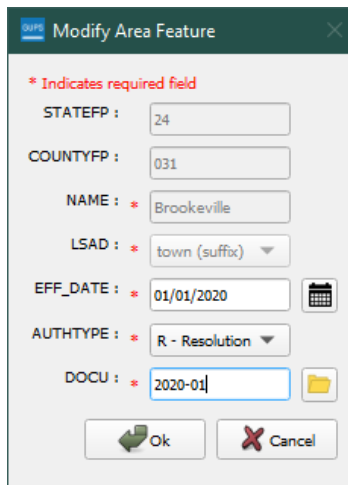 GUPS Modify Area Feature
* Indicates required field
STATEFP : 24
COUNTYFP : 031
NAME : * Brookeville
LSAD : * town (suffix)
EFF_DATE : * 01/01/2020
AUTHTYPE : * R - Resolution
DOCU : * 2020-01
Ok Cancel